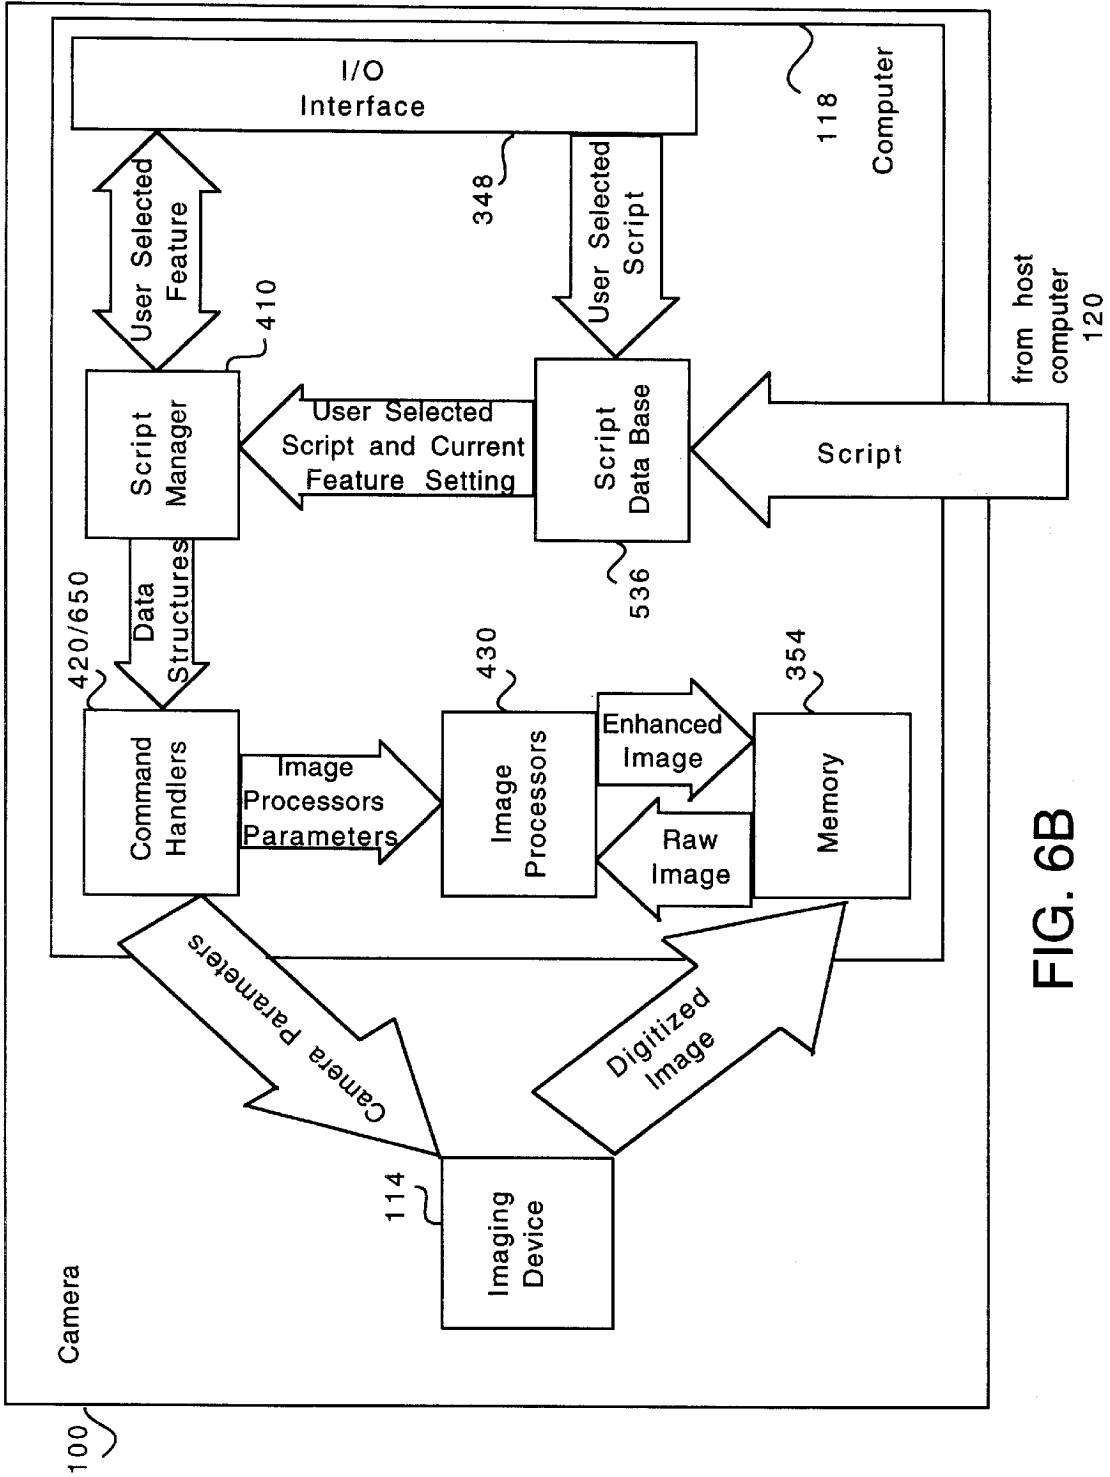 100
Camera
114
Imaging
Device
Camera Parameters
Digitized
Image
420/650
Command
Handlers
Image
Processors
Parameters
430
Image
Processors
Raw
Image
Enhanced
Image
354
Memory
Data
Structures
410
Script
Manager
User Selected
Script and Current
Feature Setting
536
Script
Data Base
Script
from host
computer
120
User Selected
Feature
User Selected
Script
348
I/O
Interface
118
Computer
FIG. 6B